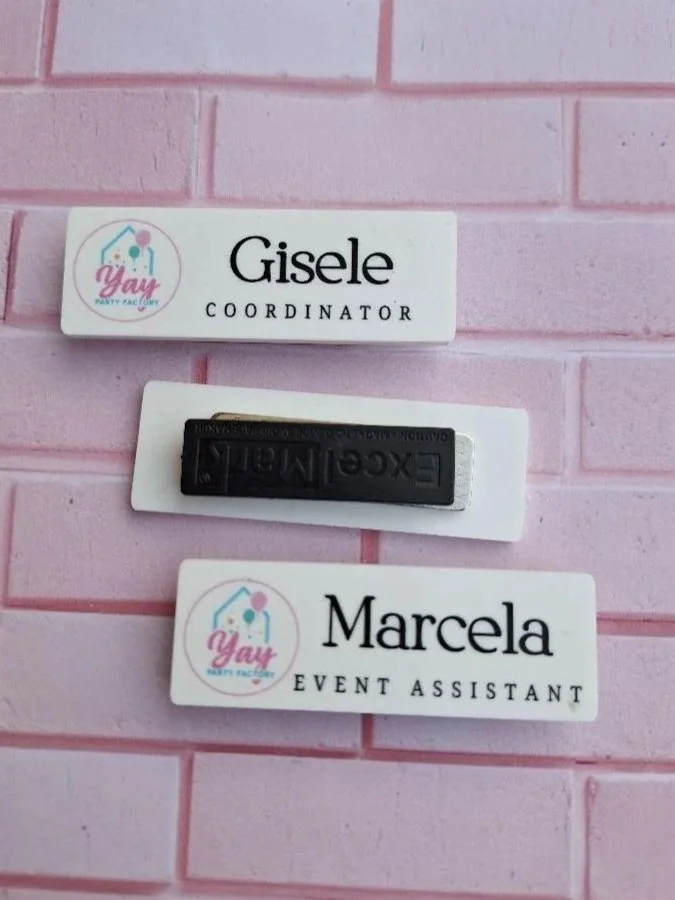 Yay
PARTY FACTORY
Gisele
COORDINATOR
ExcelMark®
Yay
PARTY FACTORY
Marcela
EVENT ASSISTANT